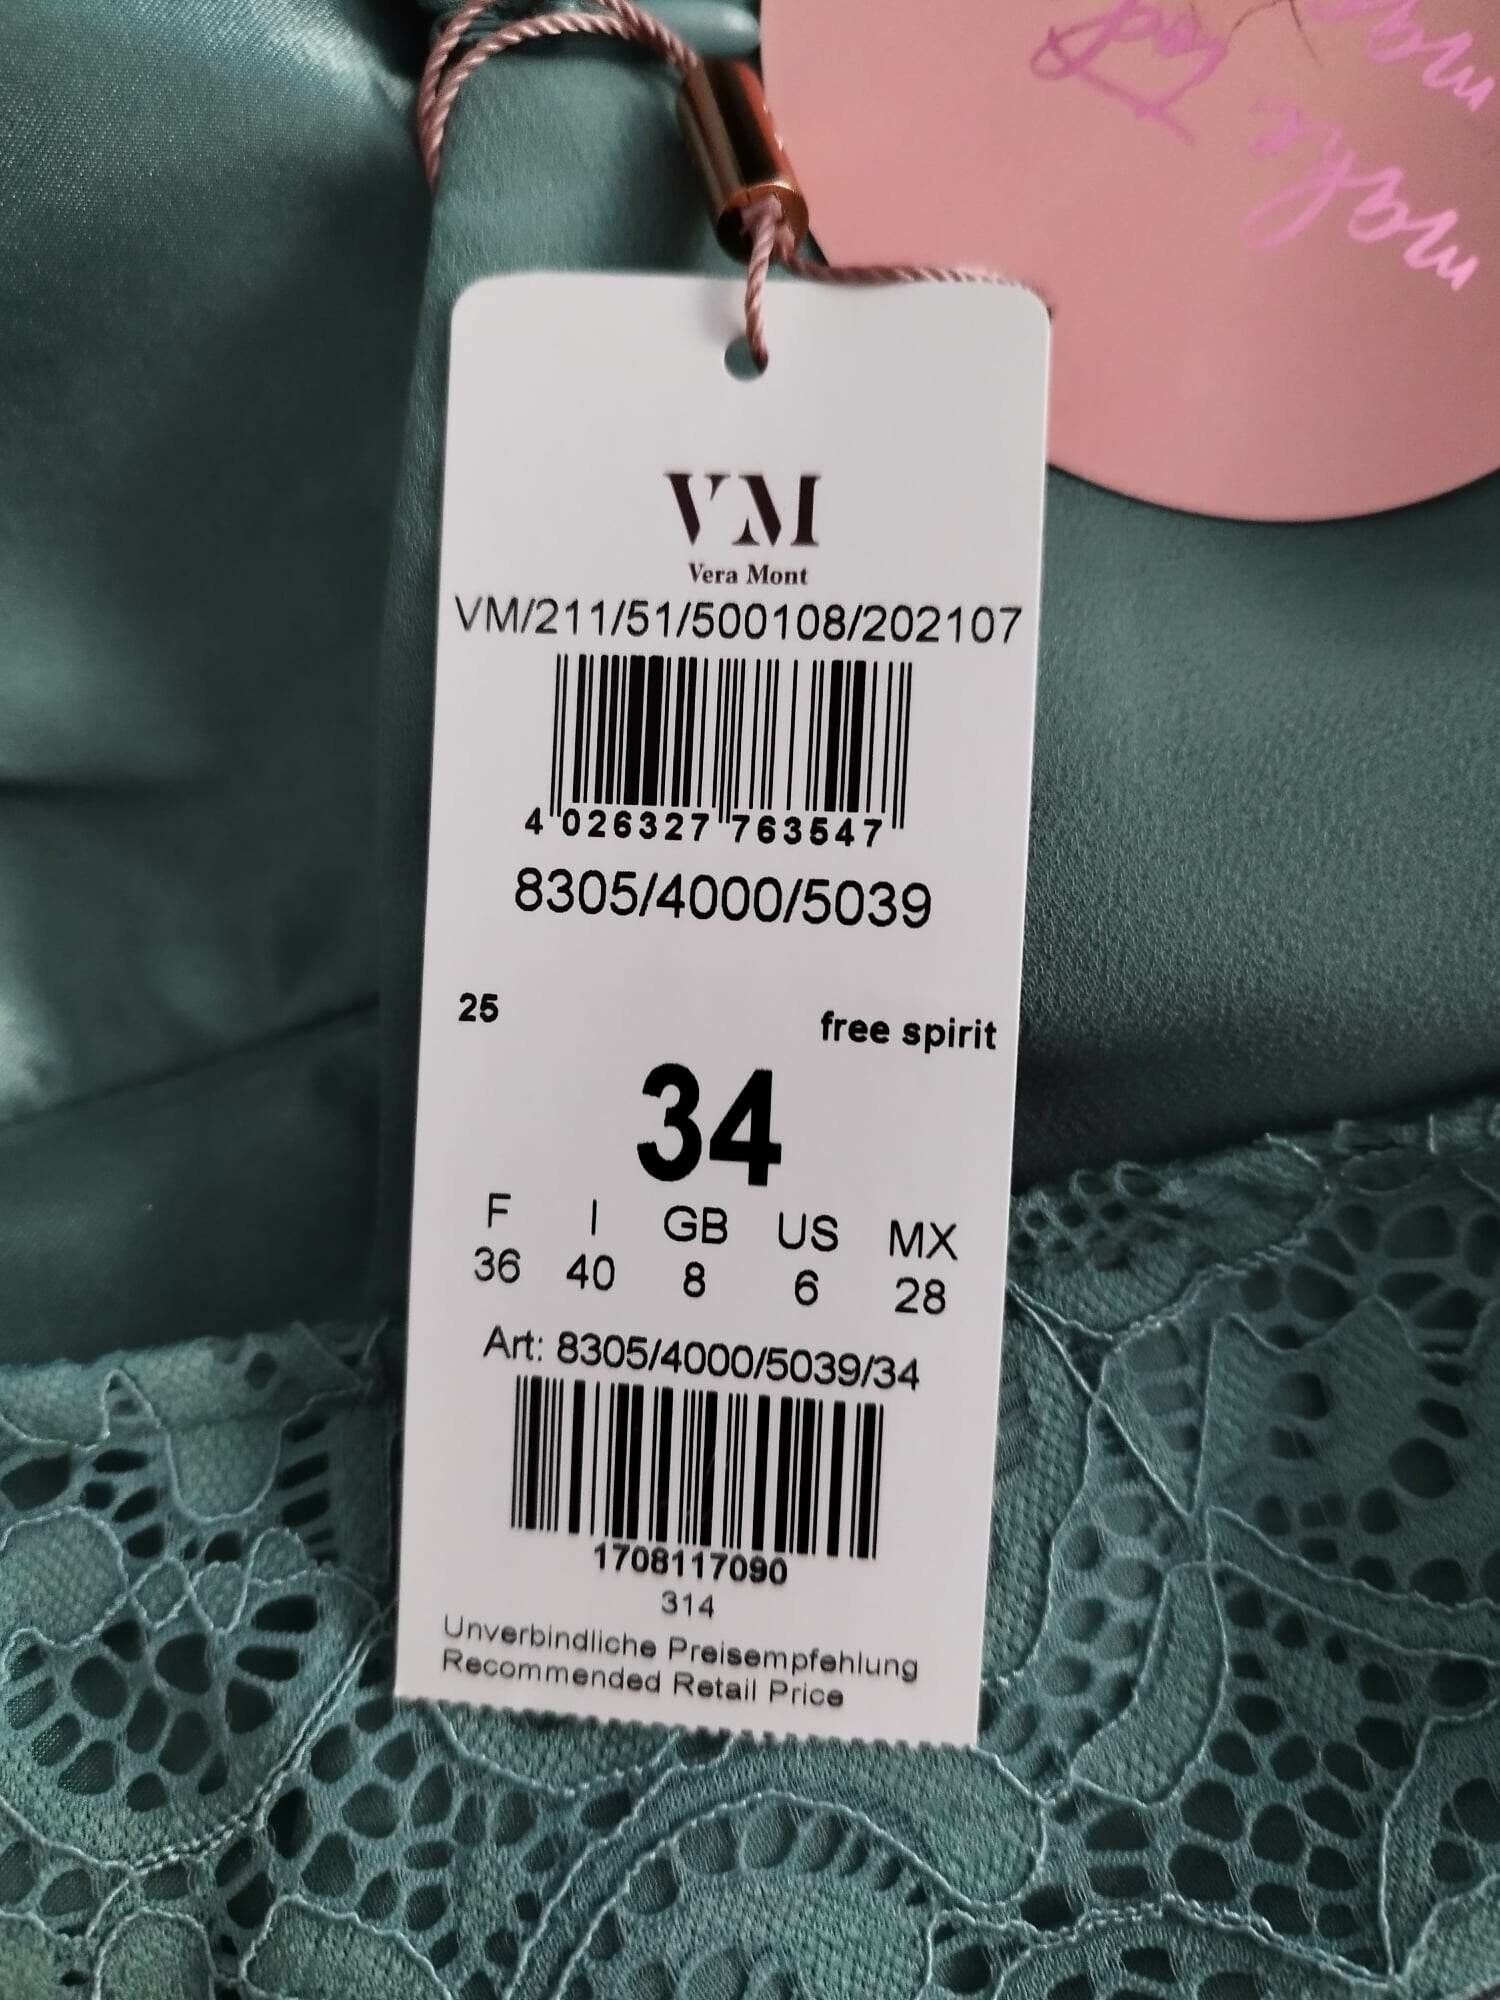 make
VM
Vera Mont
VM/211/51/500108/202107
4 026327 763547
8305/4000/5039
25 free spirit
34
F I GB US MX
36 40 8 6 28
Art: 8305/4000/5039/34
1708117090
314
Unverbindliche Preisempfehlung
Recommended Retail Price